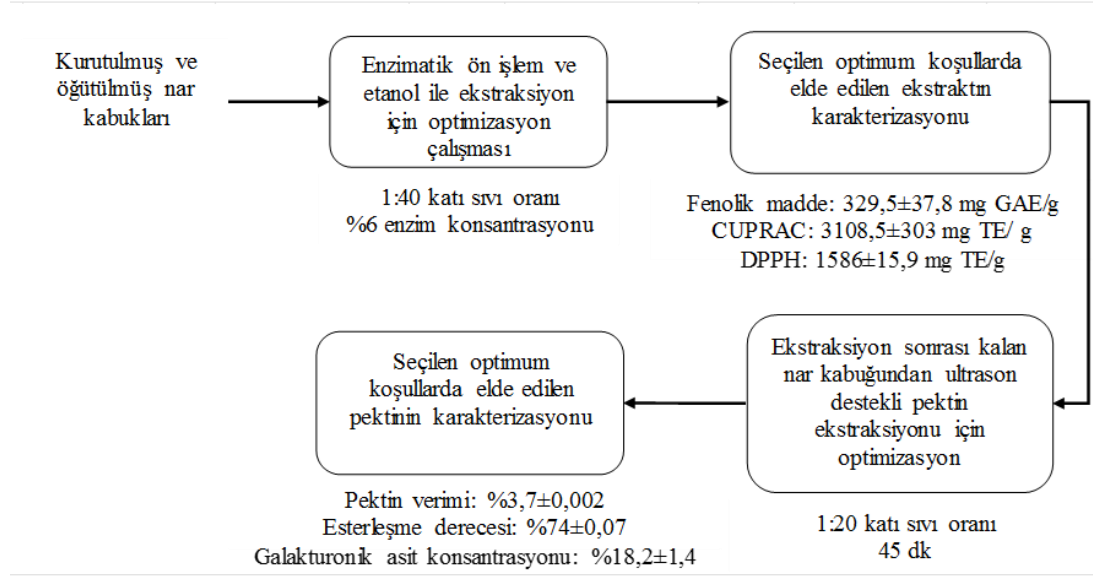 Kurutulmuş ve
öğütülmüş nar
kabukları
Enzimatik ön işlem ve
etanol ile ekstraksiyon
için optimizasyon
çalışması
1:40 katı sıvı oranı
%6 enzim konsantrasyonu
Seçilen optimum koşullarda
elde edilen ekstraktın
karakterizasyonu
Fenolik madde: 329,5±37,8 mg GAE/g
CUPRAC: 3108,5±303 mg TE/ g
DPPH: 1586±15,9 mg TE/g
Ekstraksiyon sonrası kalan
nar kabuğundan ultrason
destekli pektin
ekstraksiyonu için
optimizasyon
1:20 katı sıvı oranı
45 dk
Seçilen optimum
koşullarda elde edilen
pektinin karakterizasyonu
Pektin verimi: %3,7±0,002
Esterleşme derecesi: %74±0,07
Galakturonik asit konsantrasyonu: %18,2±1,4